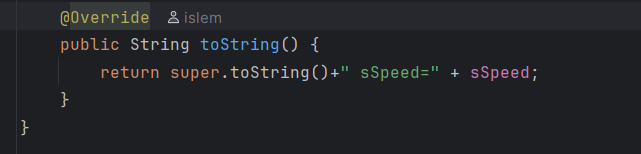 @Override islem
public String toString() {
return super.toString()+" sSpeed=" + sSpeed;
}
}